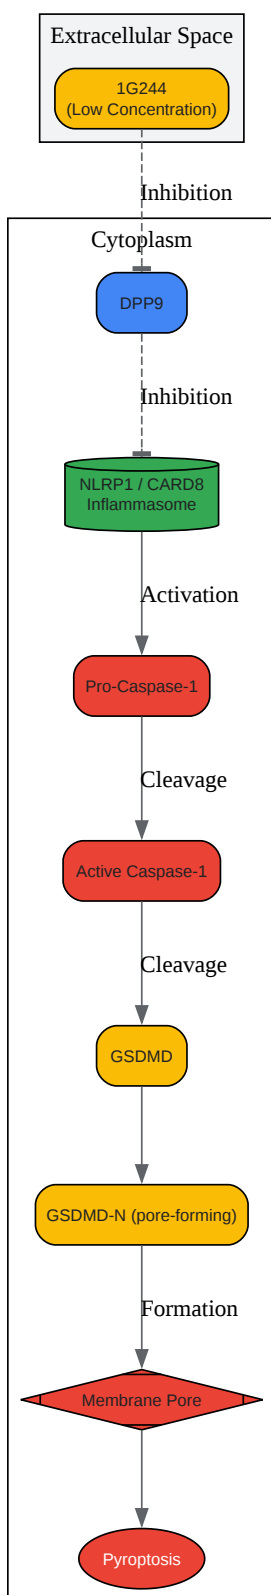 Extracellular Space
1G244
(Low Concentration)
Inhibition
Cytoplasm
DPP9
Inhibition
NLRP1 / CARD8
Inflammasome
Activation
Pro-Caspase-1
Cleavage
Active Caspase-1
Cleavage
GSDMD
GSDMD-N (pore-forming)
Formation
Membrane Pore
Pyroptosis